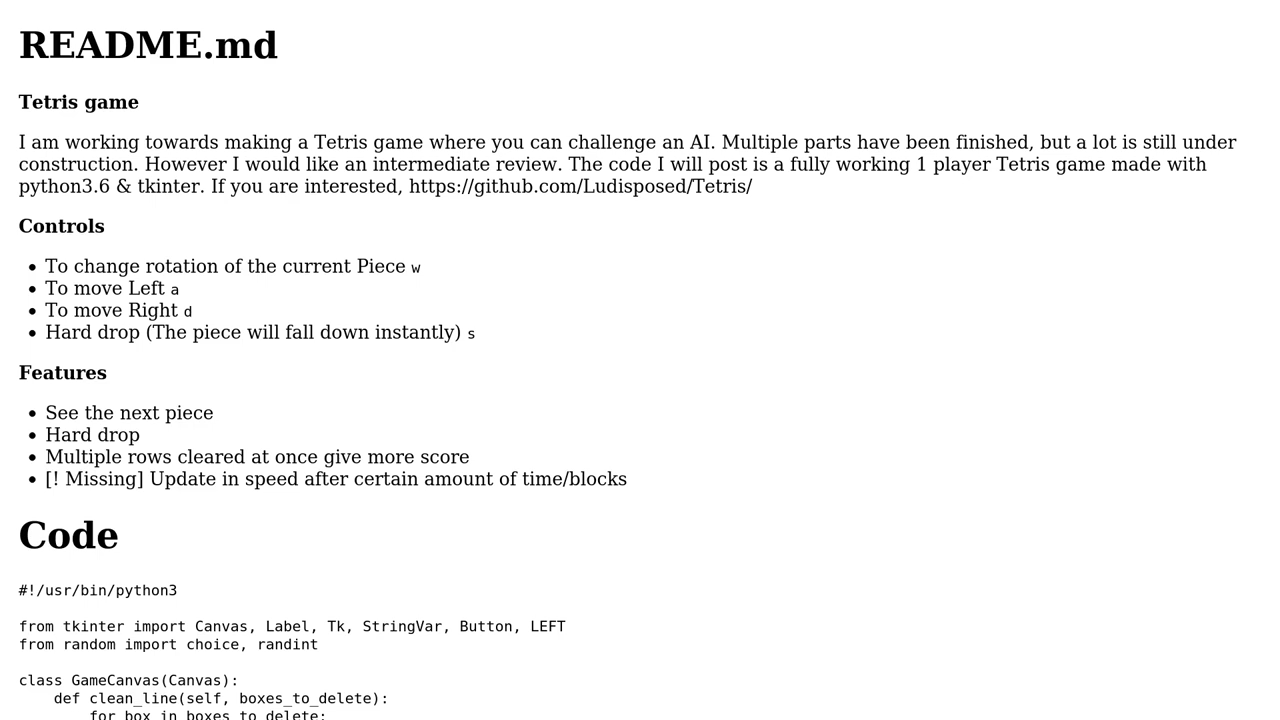 README.md
Tetris game
I am working towards making a Tetris game where you can challenge an AI. Multiple parts have been finished, but a lot is still under
construction. However I would like an intermediate review. The code I will post is a fully working 1 player Tetris game made with
python3.6 & tkinter. If you are interested, https://github.com/Ludisposed/Tetris/
Controls
• To change rotation of the current Piece w
• To move Left a
• To move Right d
• Hard drop (The piece will fall down instantly) s
Features
• See the next piece
• Hard drop
• Multiple rows cleared at once give more score
• [! Missing] Update in speed after certain amount of time/blocks
Code
#!/usr/bin/python3
from tkinter import Canvas, Label, Tk, StringVar, Button, LEFT
from random import choice, randint
class GameCanvas(Canvas):
    def clean_line(self, boxes_to_delete):
        for box in boxes_to_delete: